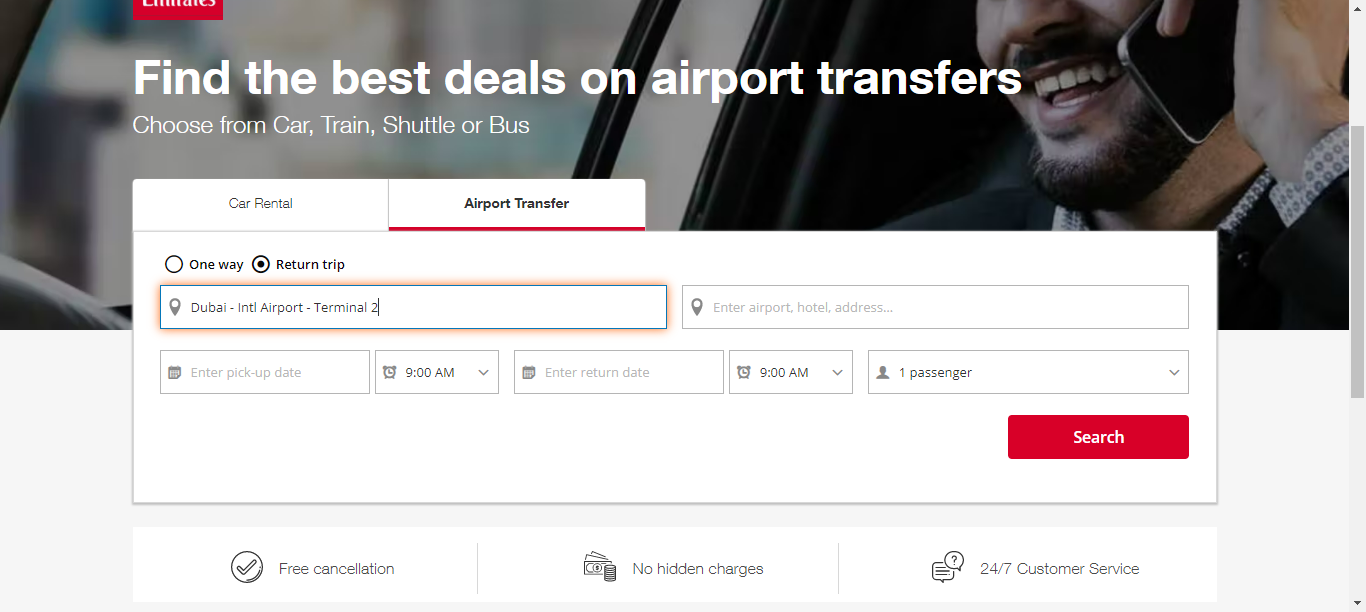 Emirates
Find the best deals on airport transfers
Choose from Car, Train, Shuttle or Bus
Car Rental
Airport Transfer
One way
Return trip
Dubai - Intl Airport - Terminal 2
Enter airport, hotel, address...
Enter pick-up date
9:00 AM
Enter return date
9:00 AM
1 passenger
Search
Free cancellation
No hidden charges
24/7 Customer Service